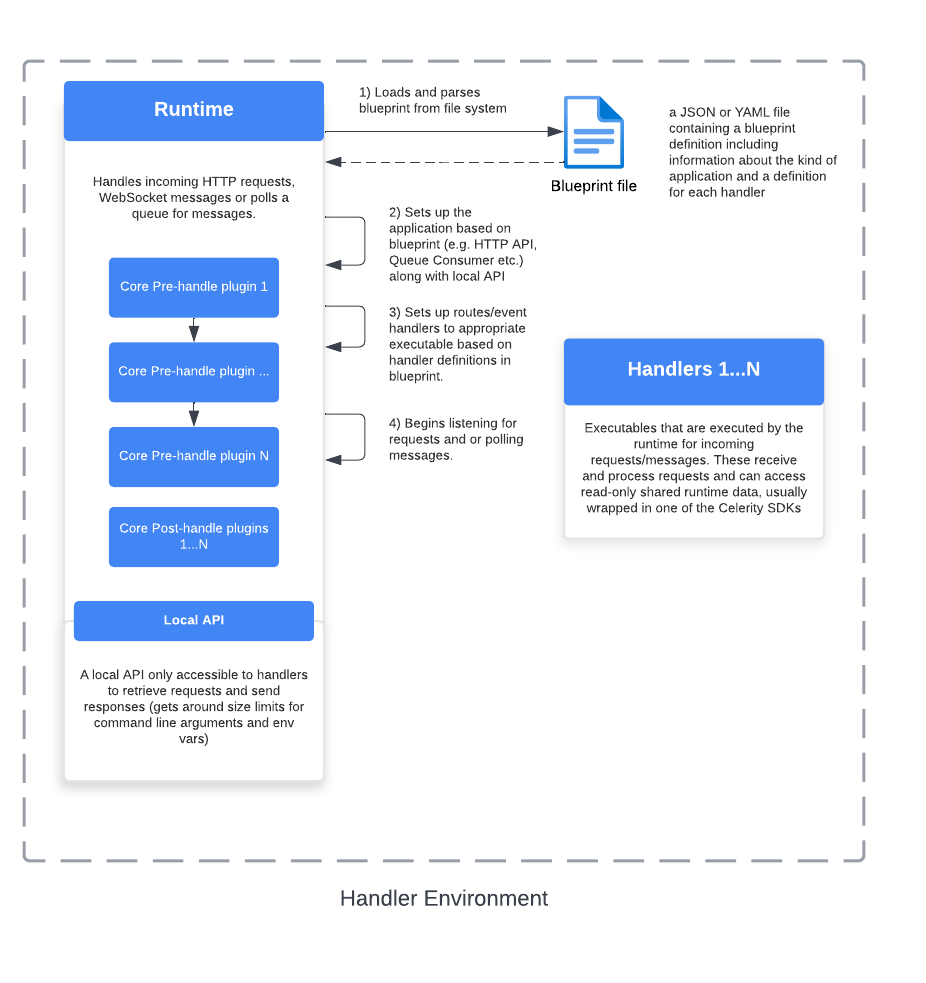 Runtime
Handles incoming HTTP requests,
WebSocket messages or polls a
queue for messages.
Core Pre-handle plugin 1
Core Pre-handle plugin ...
Core Pre-handle plugin N
Core Post-handle plugins
1...N
Local API
A local API only accessible to handlers
to retrieve requests and send
responses (gets around size limits for
command line arguments and env
vars)
1) Loads and parses
blueprint from file system
Blueprint file
a JSON or YAML file
containing a blueprint
definition including
information about the kind of
application and a definition
for each handler
2) Sets up the
application based on
blueprint (e.g. HTTP API,
Queue Consumer etc.)
along with local API
3) Sets up routes/event
handlers to appropriate
executable based on
handler definitions in
blueprint.
4) Begins listening for
requests and or polling
messages.
Handlers 1...N
Executables that are executed by the
runtime for incoming
requests/messages. These receive
and process requests and can access
read-only shared runtime data, usually
wrapped in one of the Celerity SDKs
Handler Environment